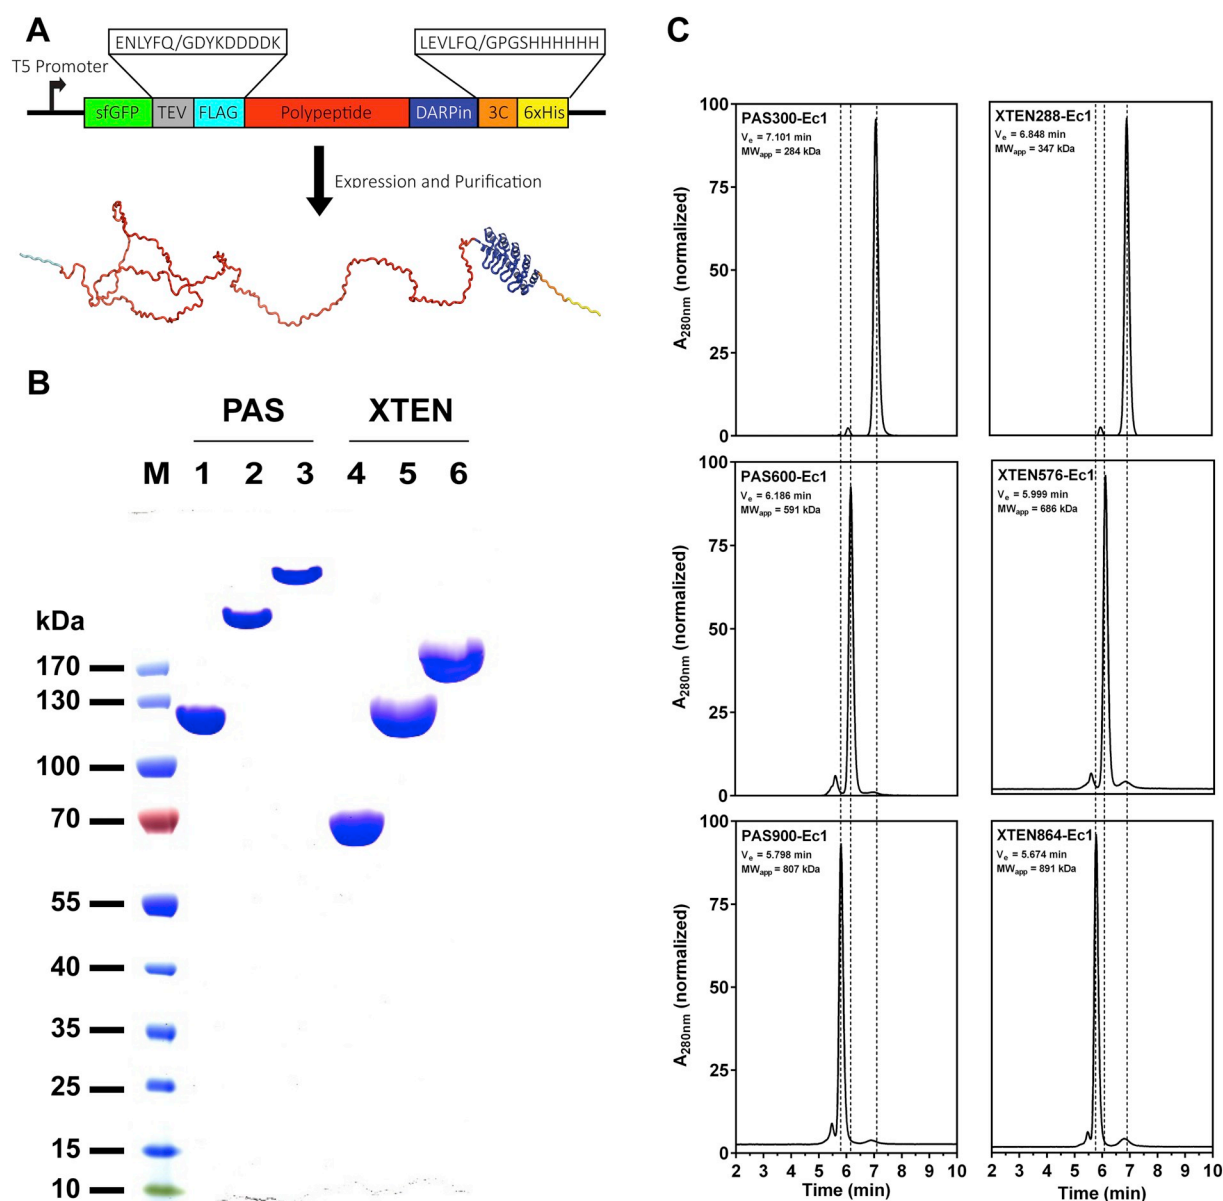 A
ENLYFQ/GDYKDDDDK
LEVLFQ/GPGSHHHHHH
T5 Promoter
sfGFP TEV FLAG Polypeptide DARPin 3C 6xHis
Expression and Purification
B
PAS XTEN
M 1 2 3 4 5 6
kDa
170
130
100
70
55
40
35
25
15
10
C
PAS300-Ec1
Ve = 7.101 min
MWapp = 284 kDa
A280nm (normalized)
100
75
50
25
0
XTEN288-Ec1
Ve = 6.848 min
MWapp = 347 kDa
PAS600-Ec1
Ve = 6.186 min
MWapp = 591 kDa
A280nm (normalized)
100
75
50
25
0
XTEN576-Ec1
Ve = 5.999 min
MWapp = 686 kDa
PAS900-Ec1
Ve = 5.798 min
MWapp = 807 kDa
A280nm (normalized)
100
75
50
25
0
2 3 4 5 6 7 8 9 10
Time (min)
XTEN864-Ec1
Ve = 5.674 min
MWapp = 891 kDa
2 3 4 5 6 7 8 9 10
Time (min)